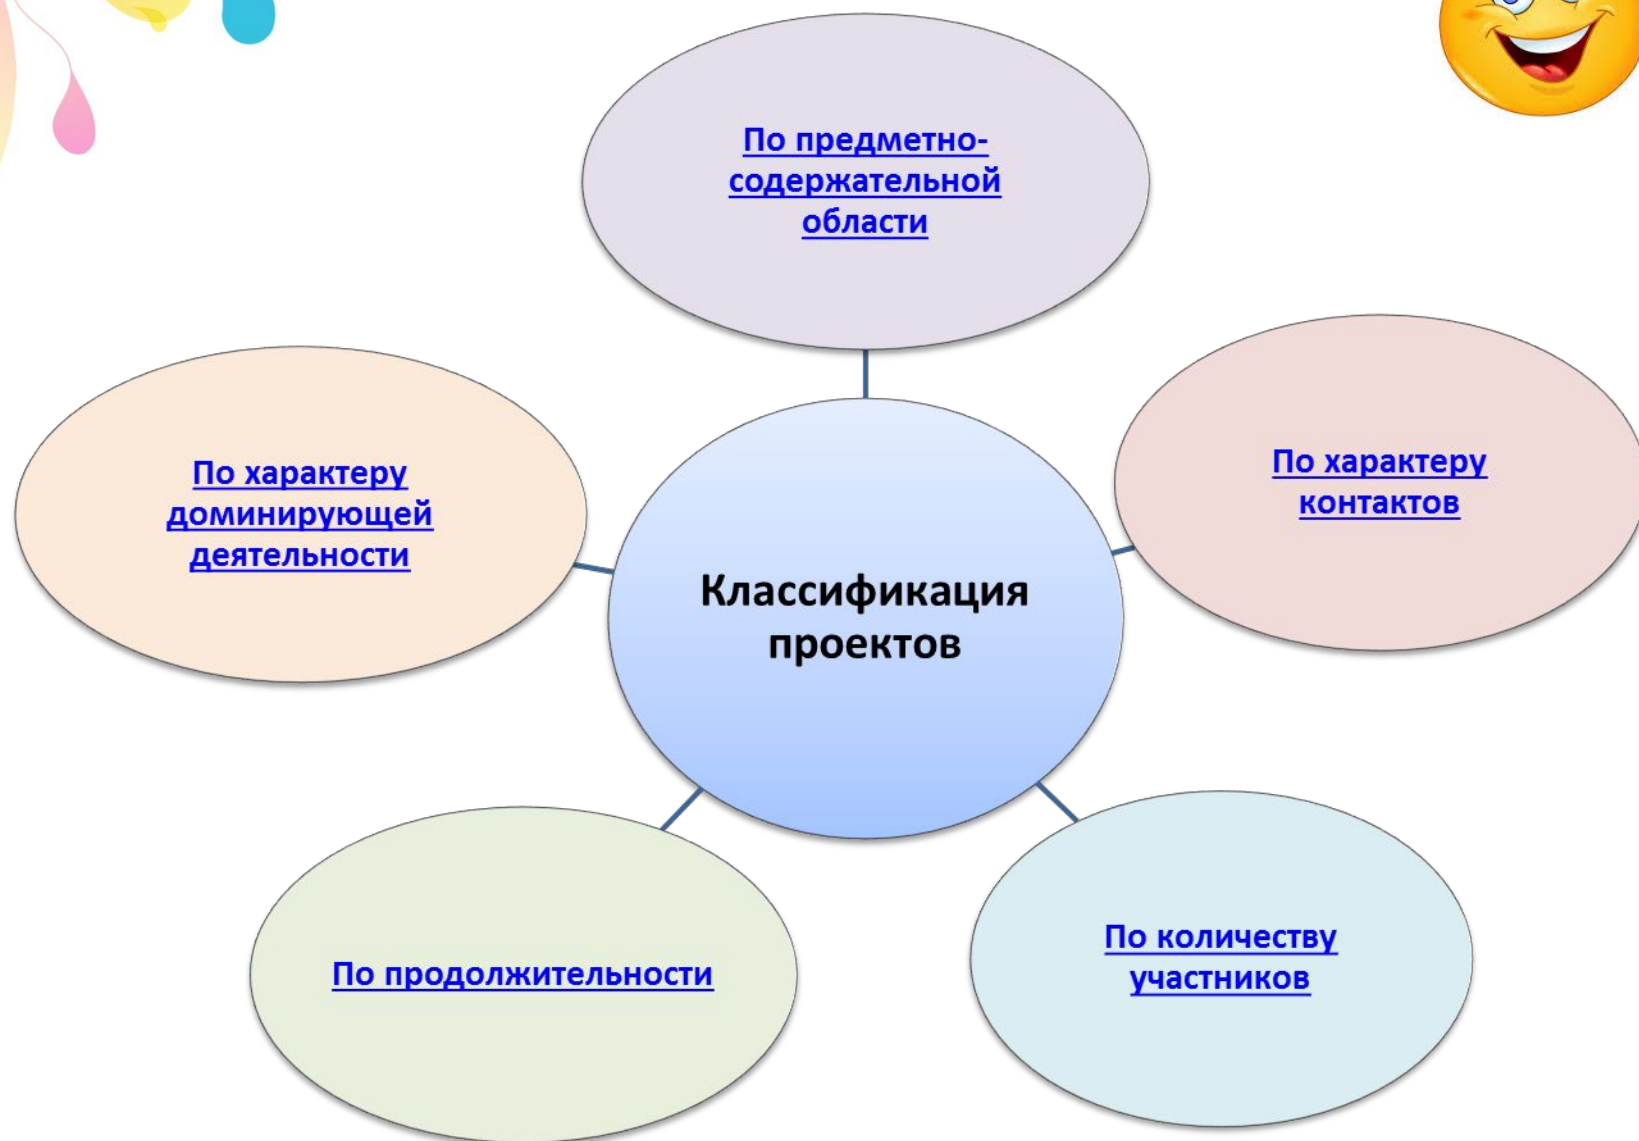 По предметно-
содержательной
области
По характеру
доминирующей
деятельности
По характеру
контактов
Классификация
проектов
По продолжительности
По количеству
участников